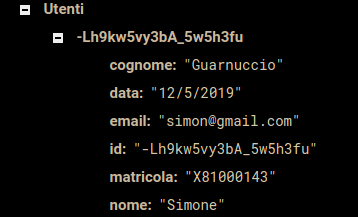 Utenti
-Lh9kw5vy3bA_5w5h3fu
cognome: "Guarnuccio"
data: "12/5/2019"
email: "simon@gmail.com"
id: "-Lh9kw5vy3bA_5w5h3fu"
matricola: "X81000143"
nome: "Simone"